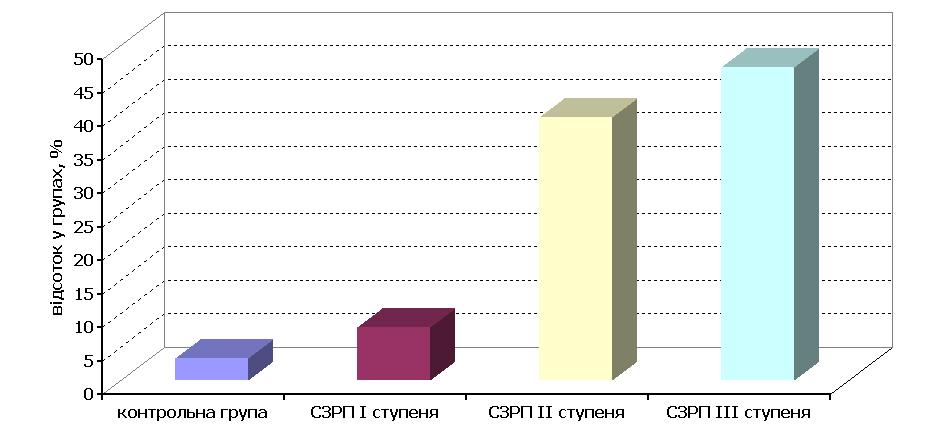 50
45
40
35
30
25
20
15
10
5
0
відсоток у групах, %
контрольна група
СЗРП І ступеня
СЗРП ІІ ступеня
СЗРП ІІІ ступеня